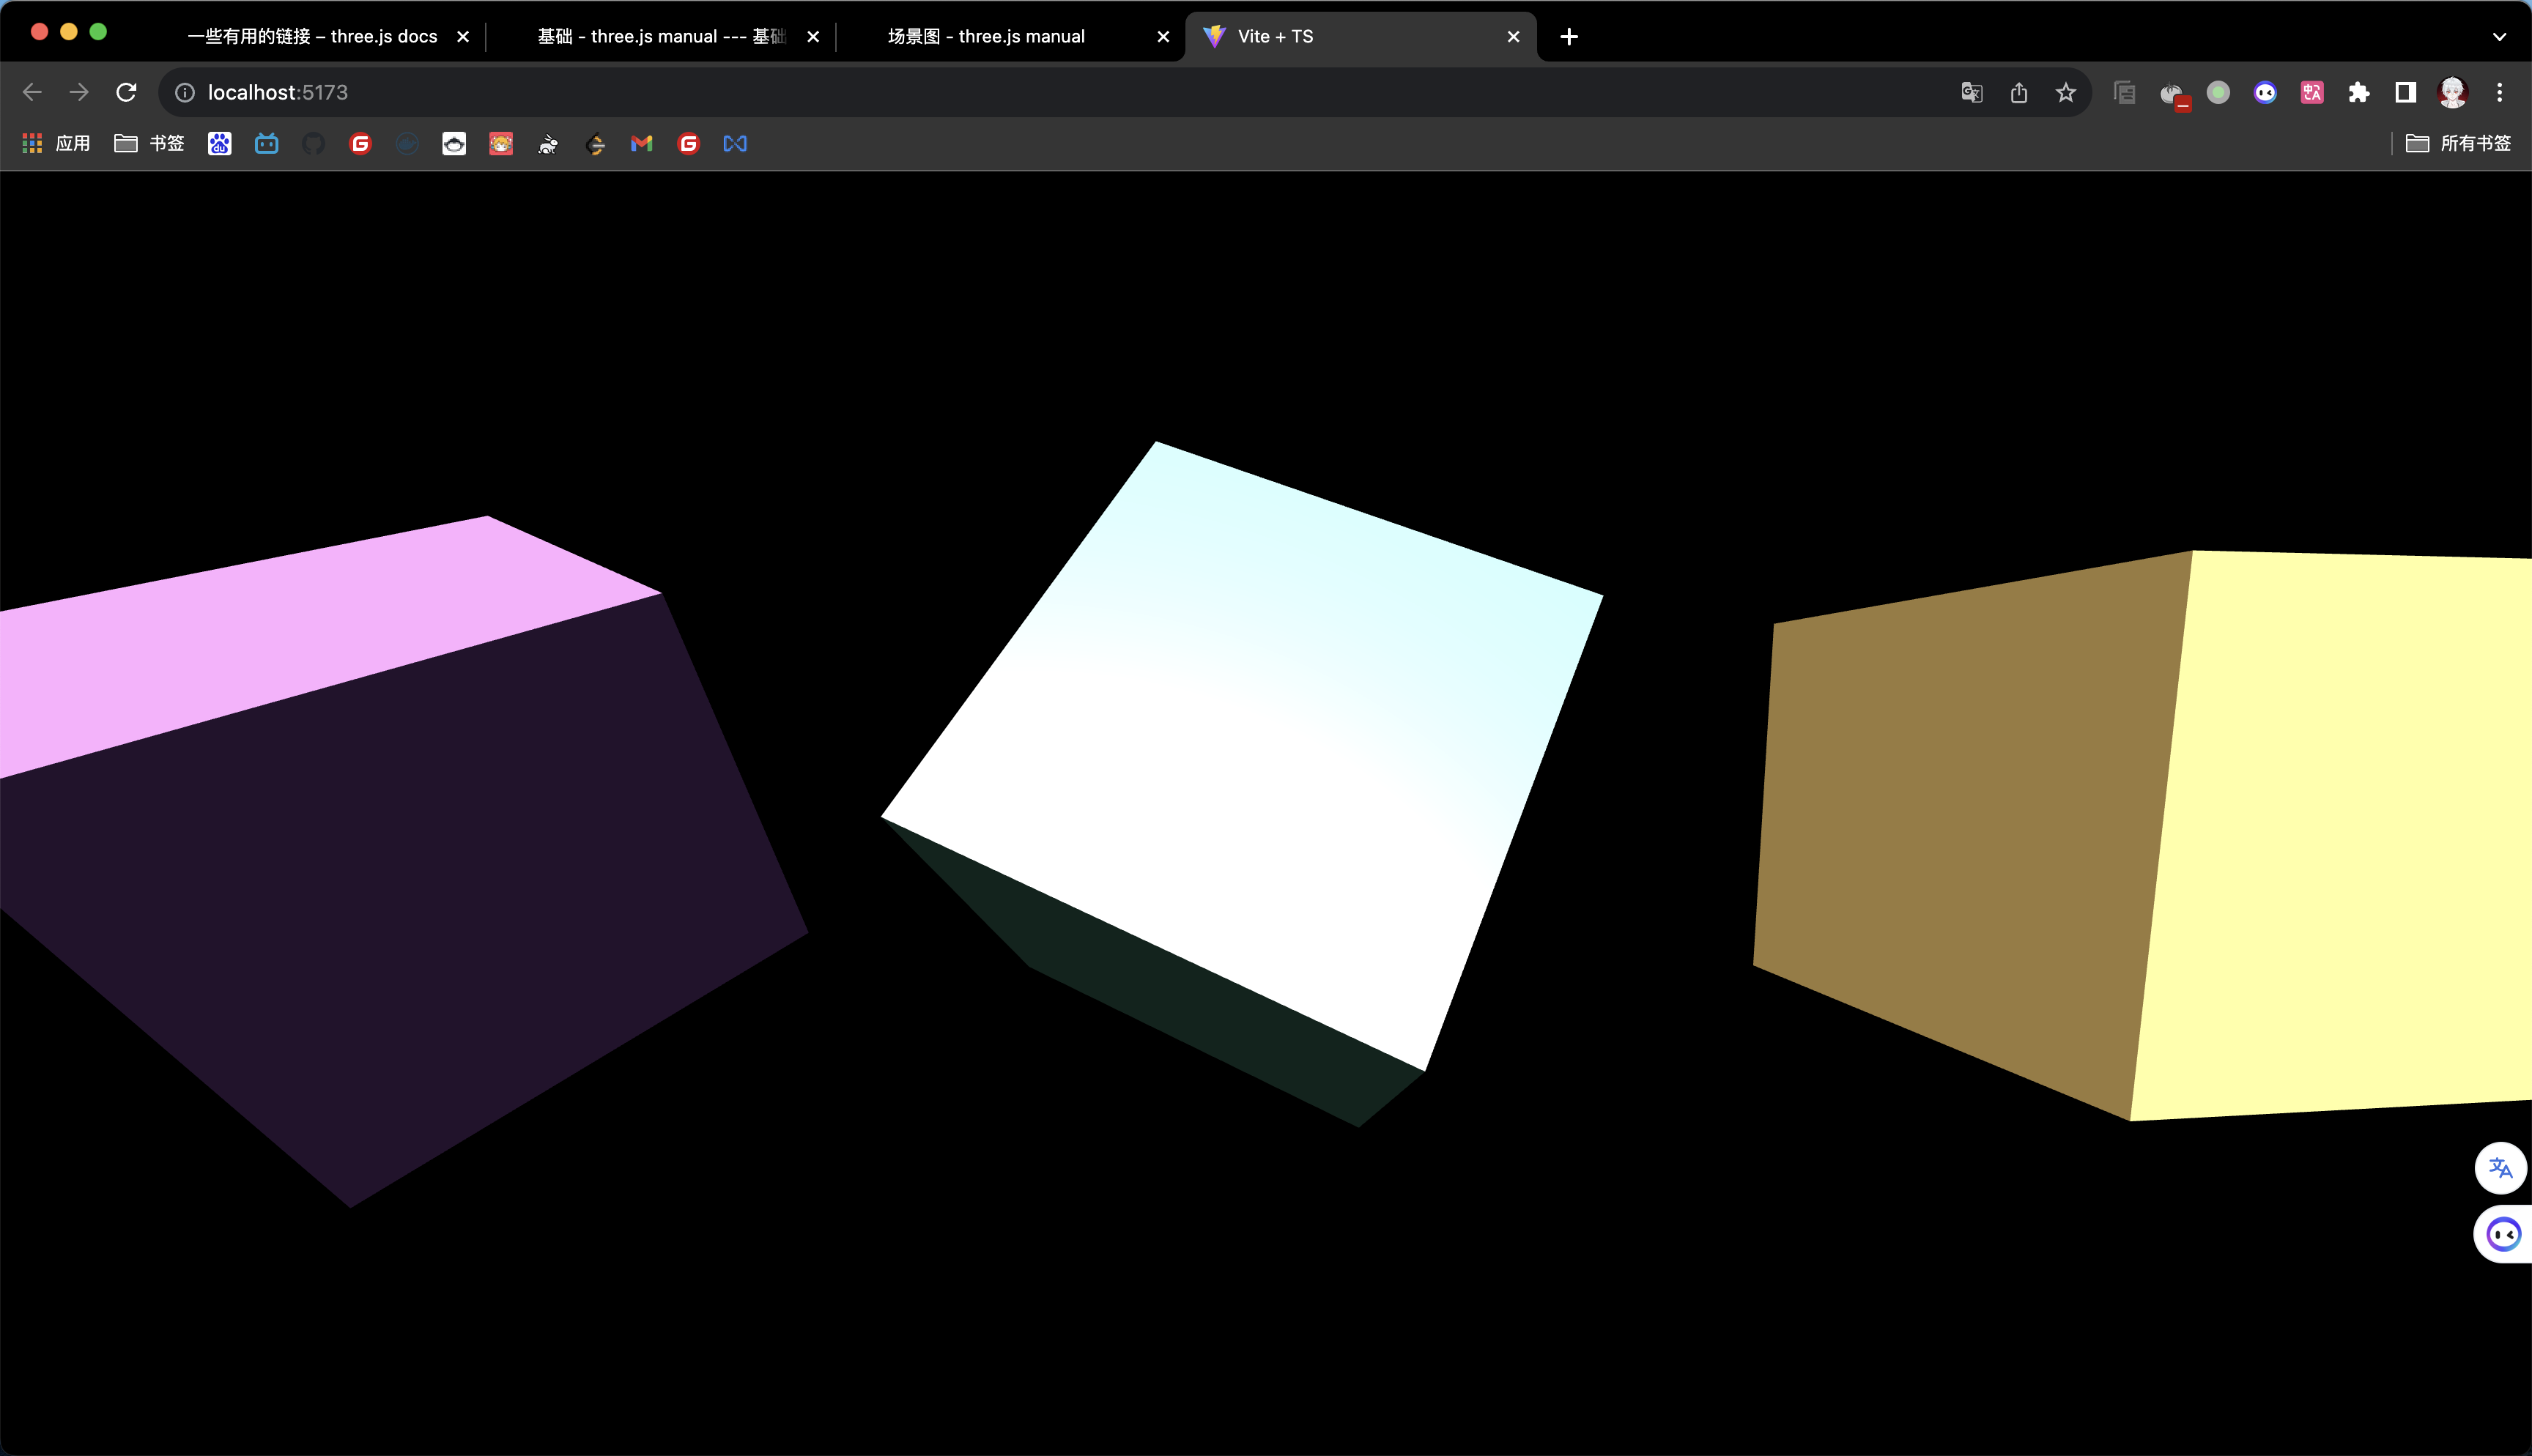 一些有用的链接 – three.js docs
基础 - three.js manual --- 基础
场景图 - three.js manual
Vite + TS
localhost:5173
应用
书签
所有书签